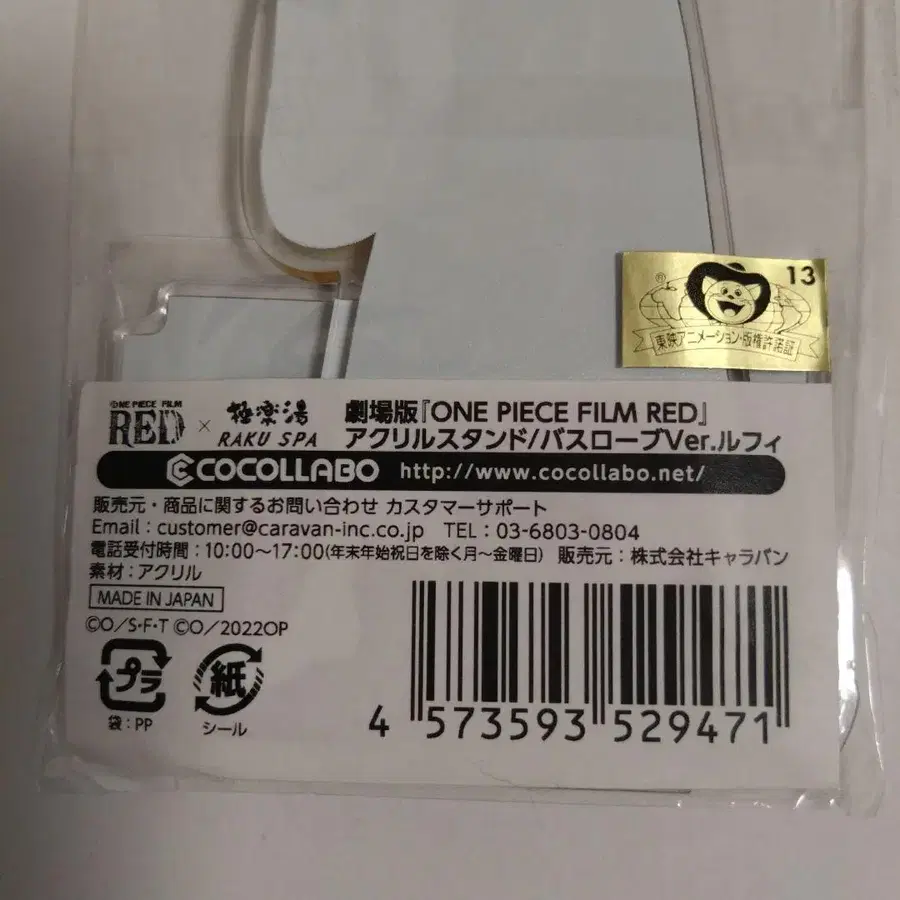 ® 13
東映アニメーション・版権許諾証
ONE PIECE FILM RED × 極楽湯 RAKU SPA 劇場版『ONE PIECE FILM RED』
アクリルスタンド/バスローブVer.ルフィ
COCOLLABO http://www.cocollabo.net/
販売元・商品に関するお問い合わせ カスタマーサポート
Email：customer@caravan-inc.co.jp TEL：03-6803-0804
電話受付時間：10:00～17:00(年末年始祝日を除く月～金曜日) 販売元：株式会社キャラバン
素材：アクリル
MADE IN JAPAN
©O/S・F・T ©O/2022OP
プラ 紙
袋：PP シール
4 573593 529471